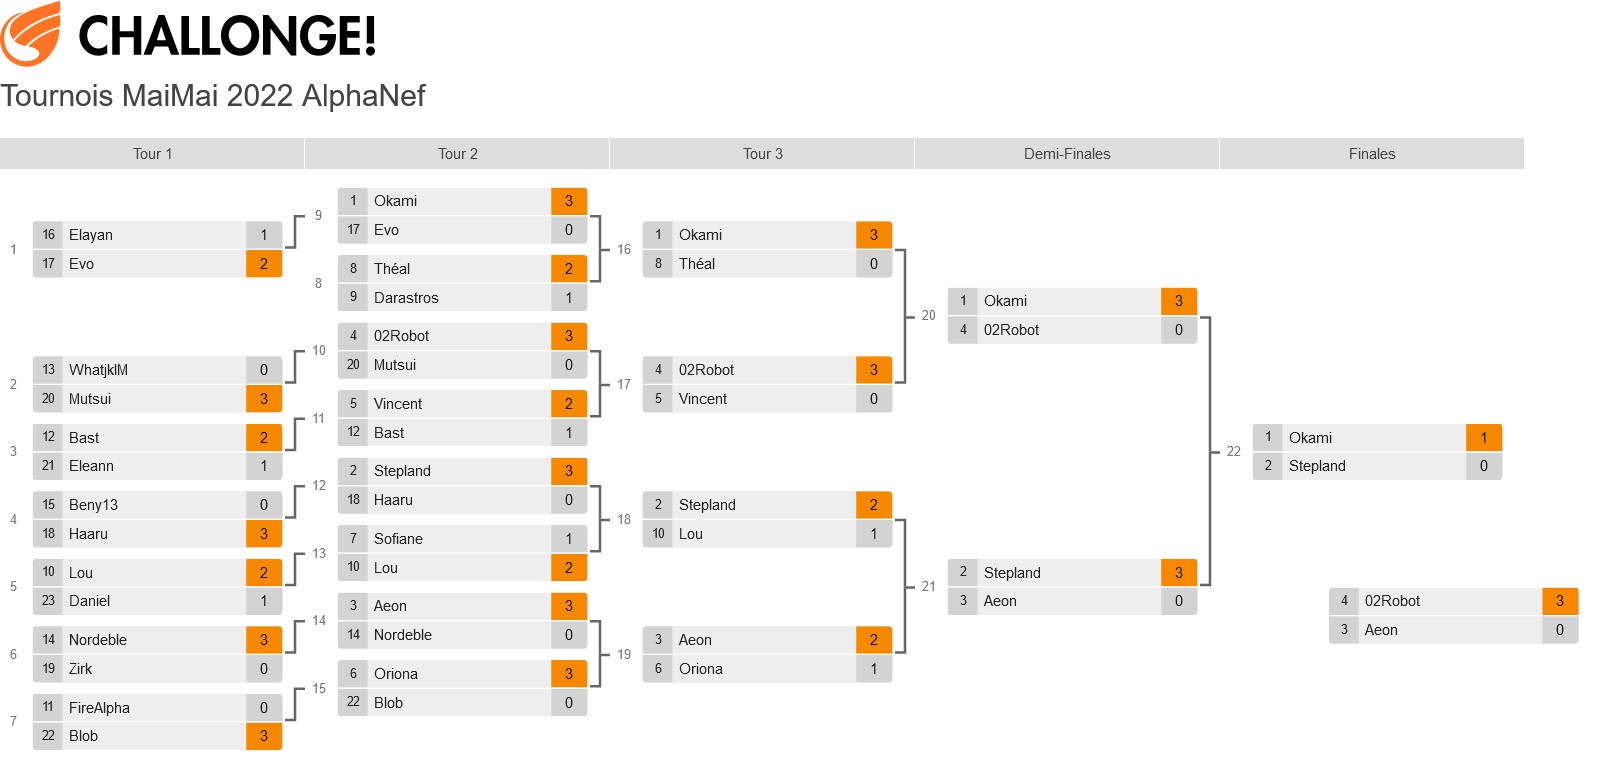 CHALLONGE!
Tournois MaiMai 2022 AlphaNef
Tour 1 Tour 2 Tour 3 Demi-Finales Finales
1
16 Elayan 1
17 Evo 2
2
13 WhatjklM 0
20 Mutsui 3
3
12 Bast 2
21 Eleann 1
4
15 Beny13 0
18 Haaru 3
5
10 Lou 2
23 Daniel 1
6
14 Nordeble 3
19 Zirk 0
7
11 FireAlpha 0
22 Blob 3
9
1 Okami 3
17 Evo 0
8
8 Théal 2
9 Darastros 1
10
4 02Robot 3
20 Mutsui 0
11
5 Vincent 2
12 Bast 1
12
2 Stepland 3
18 Haaru 0
13
7 Sofiane 1
10 Lou 2
14
3 Aeon 3
14 Nordeble 0
15
6 Oriona 3
22 Blob 0
16
1 Okami 3
8 Théal 0
17
4 02Robot 3
5 Vincent 0
18
2 Stepland 2
10 Lou 1
19
3 Aeon 2
6 Oriona 1
20
1 Okami 3
4 02Robot 0
21
2 Stepland 3
3 Aeon 0
22
1 Okami 1
2 Stepland 0
4 02Robot 3
3 Aeon 0